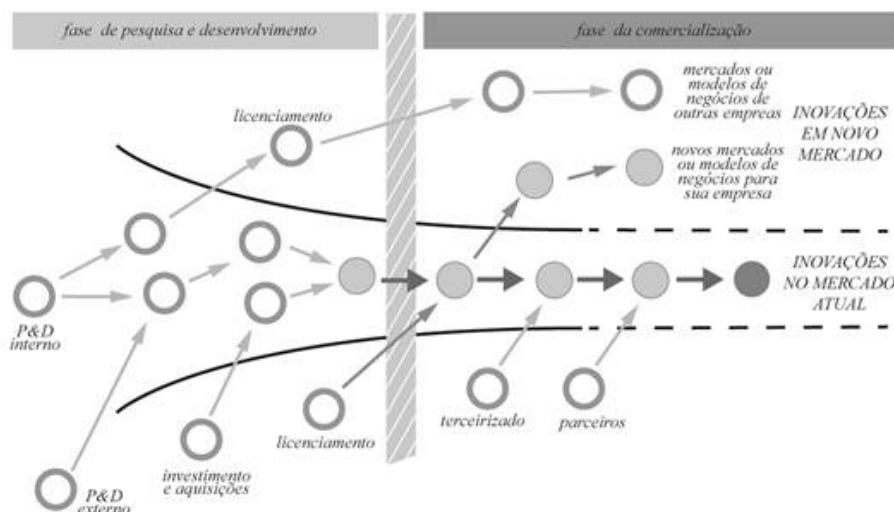 fase de pesquisa e desenvolvimento
fase da comercialização
licenciamento
mercados ou
modelos de
negócios de
outras empreas
INOVAÇÕES
EM NOVO
MERCADO
novos mercados
ou modelos de
negócios para
sua empresa
P&D
interno
INOVAÇÕES
NO MERCADO
ATUAL
licenciamento
terceirizado
parceiros
investimento
e aquisições
P&D
externo